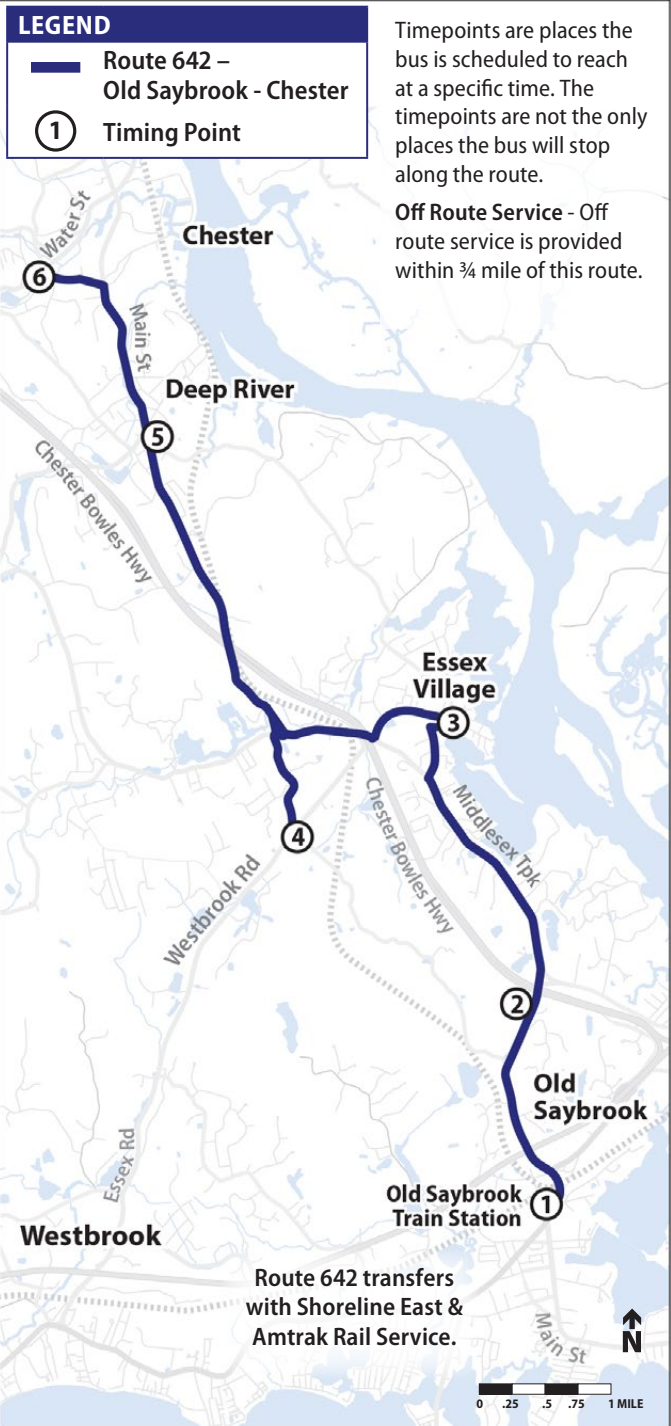 LEGEND
Route 642 –
Old Saybrook - Chester
1 Timing Point
Timepoints are places the
bus is scheduled to reach
at a specific time. The
timepoints are not the only
places the bus will stop
along the route.
Off Route Service - Off
route service is provided
within ¾ mile of this route.
Water St
Chester
6
Main St
Deep River
5
Chester Bowles Hwy
Essex
Village
3
Middlesex Tpk
Chester Bowles Hwy
4
Westbrook Rd
2
Old
Saybrook
Essex Rd
Old Saybrook
Train Station
1
Westbrook
Route 642 transfers
with Shoreline East &
Amtrak Rail Service.
Main St
N
0 .25 .5 .75 1 MILE